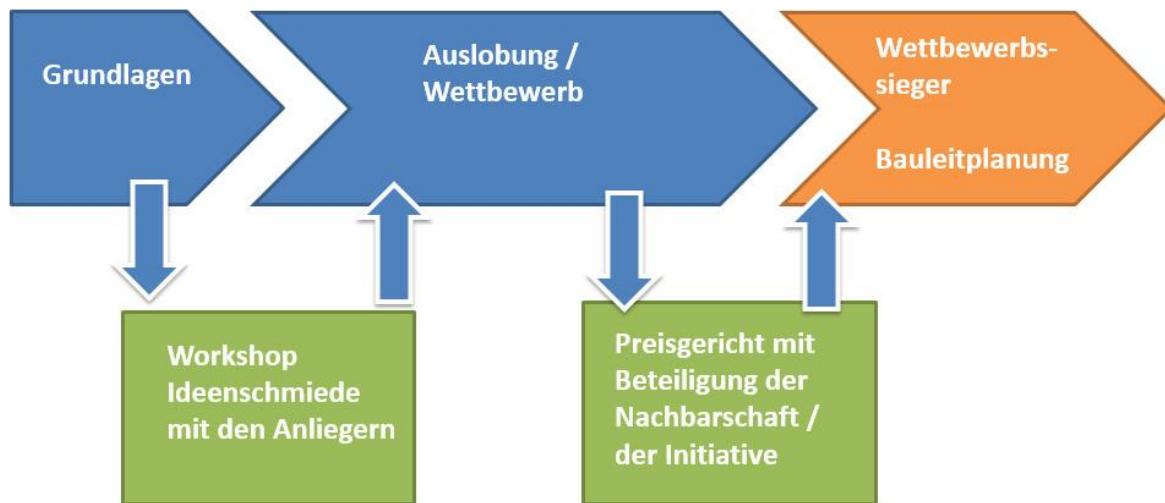 Grundlagen
Auslobung /
Wettbewerb
Wettbewerbs-
sieger
Bauleitplanung
Workshop
Ideenschmiede
mit den Anliegern
Preisgericht mit
Beteiligung der
Nachbarschaft /
der Initiative